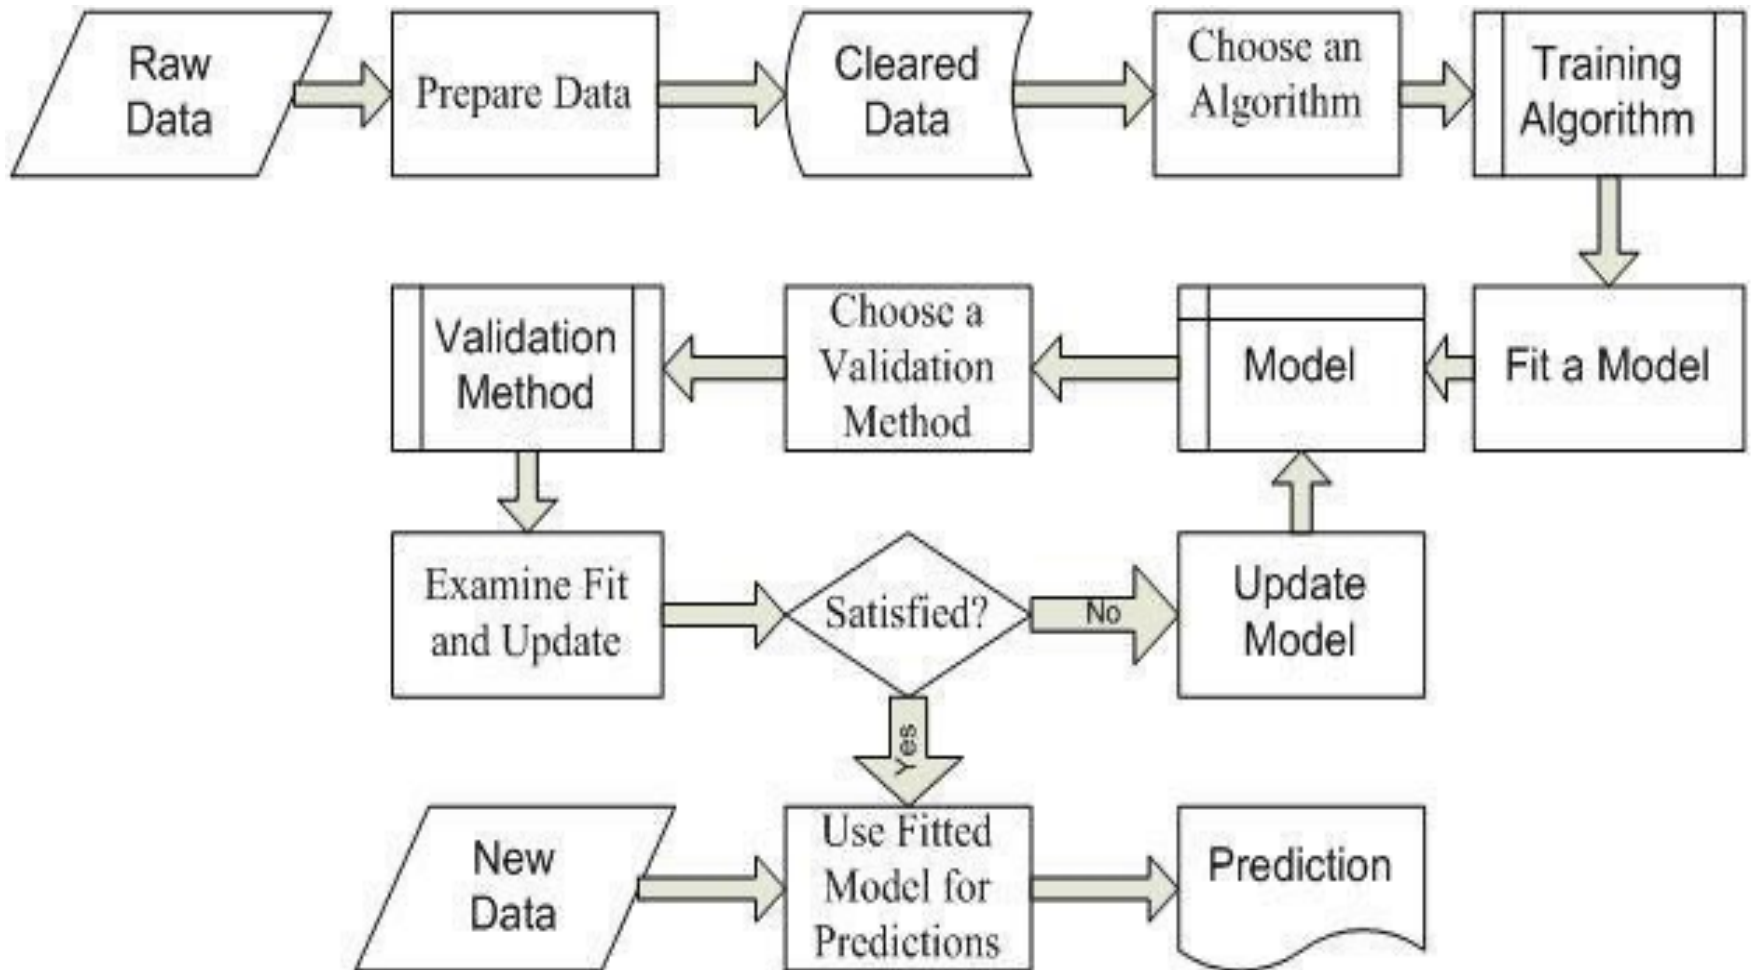 Raw
Data
Prepare Data
Cleared
Data
Choose an
Algorithm
Training
Algorithm
Validation
Method
Choose a
Validation
Method
Model
Fit a Model
Examine Fit
and Update
Satisfied?
No
Update
Model
Yes
New
Data
Use Fitted
Model for
Predictions
Prediction